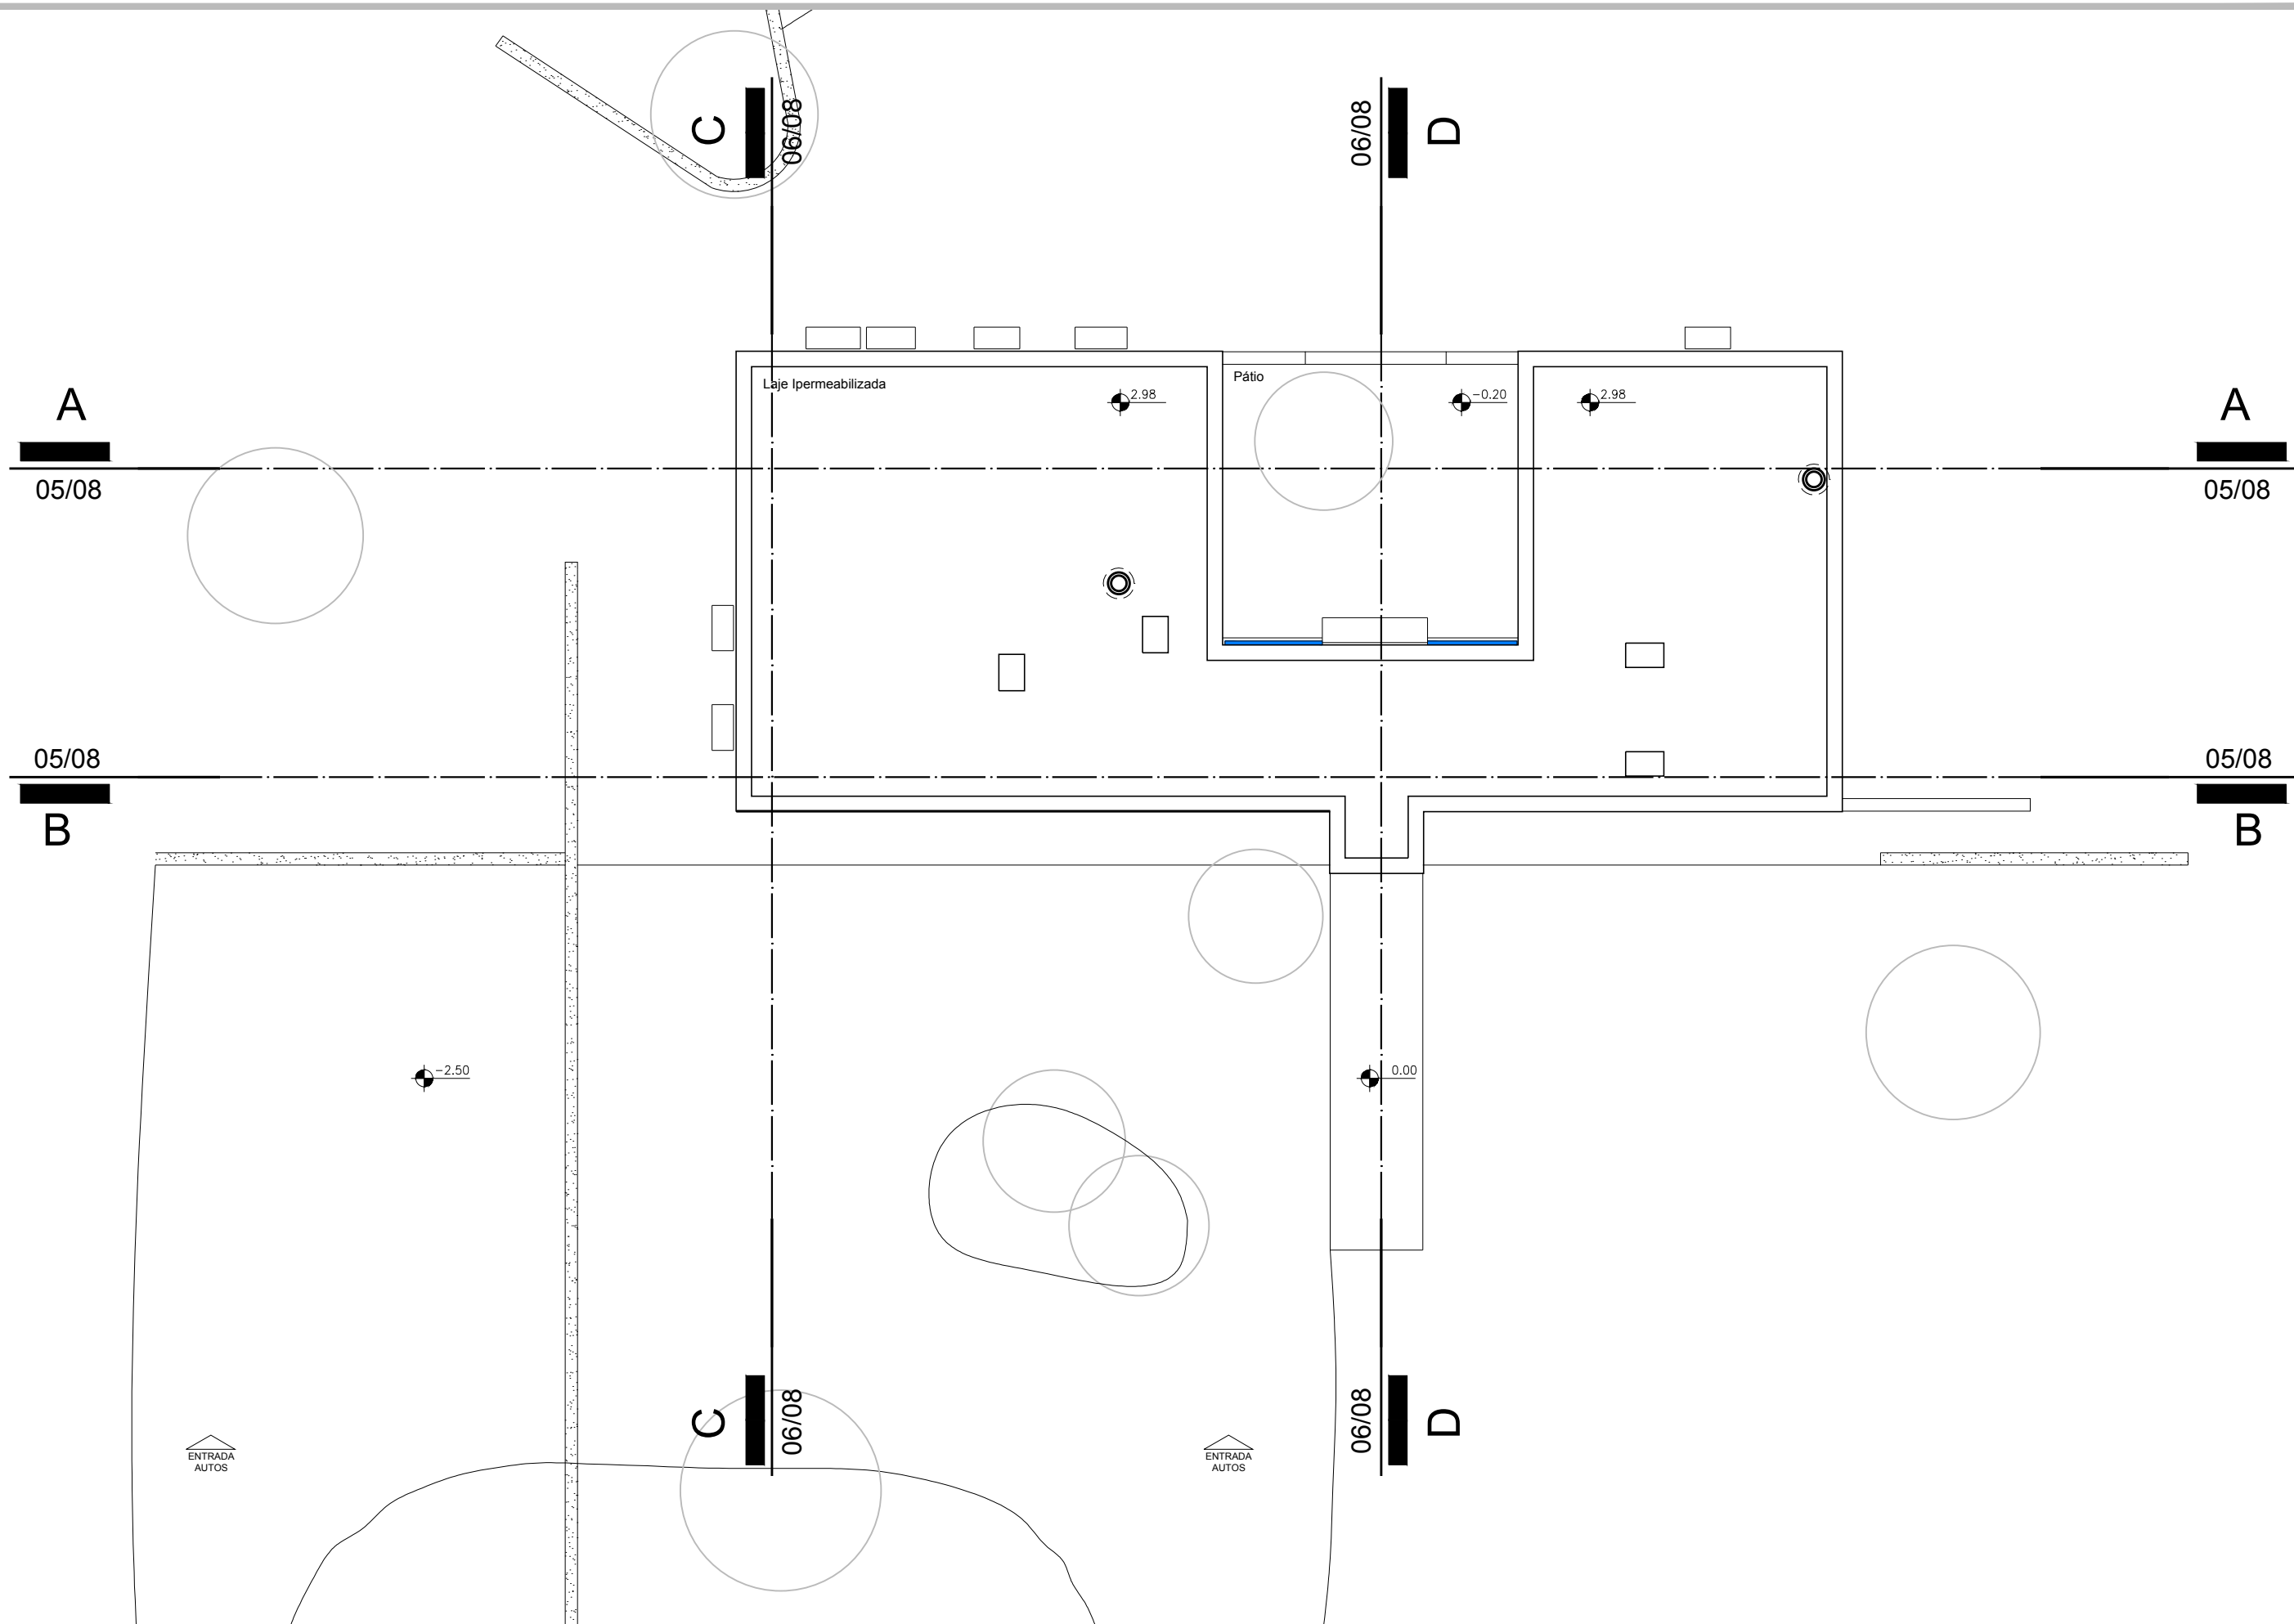 C
06/08
06/08
D
A
05/08
A
05/08
Laje Ipermeabilizada
2.98
Pátio
-0.20
2.98
05/08
B
05/08
B
-2.50
0.00
C
06/08
06/08
D
ENTRADA
AUTOS
ENTRADA
AUTOS